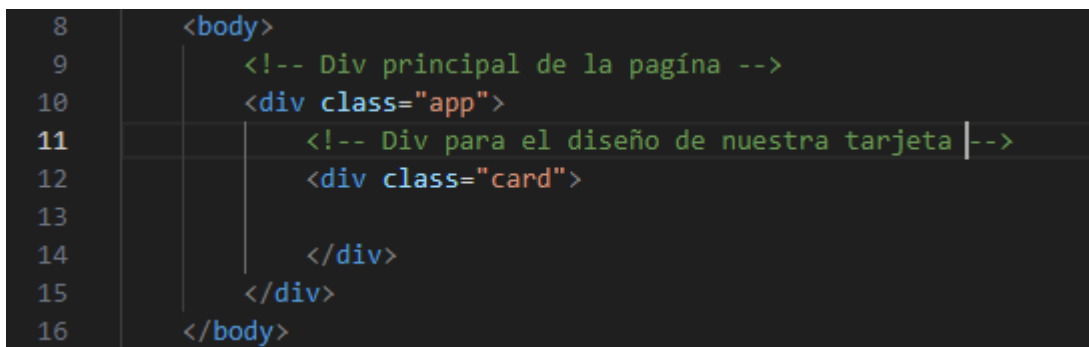 8 <body>
9 <!-- Div principal de la pagína -->
10 <div class="app">
11 <!-- Div para el diseño de nuestra tarjeta -->
12 <div class="card">
13
14 </div>
15 </div>
16 </body>